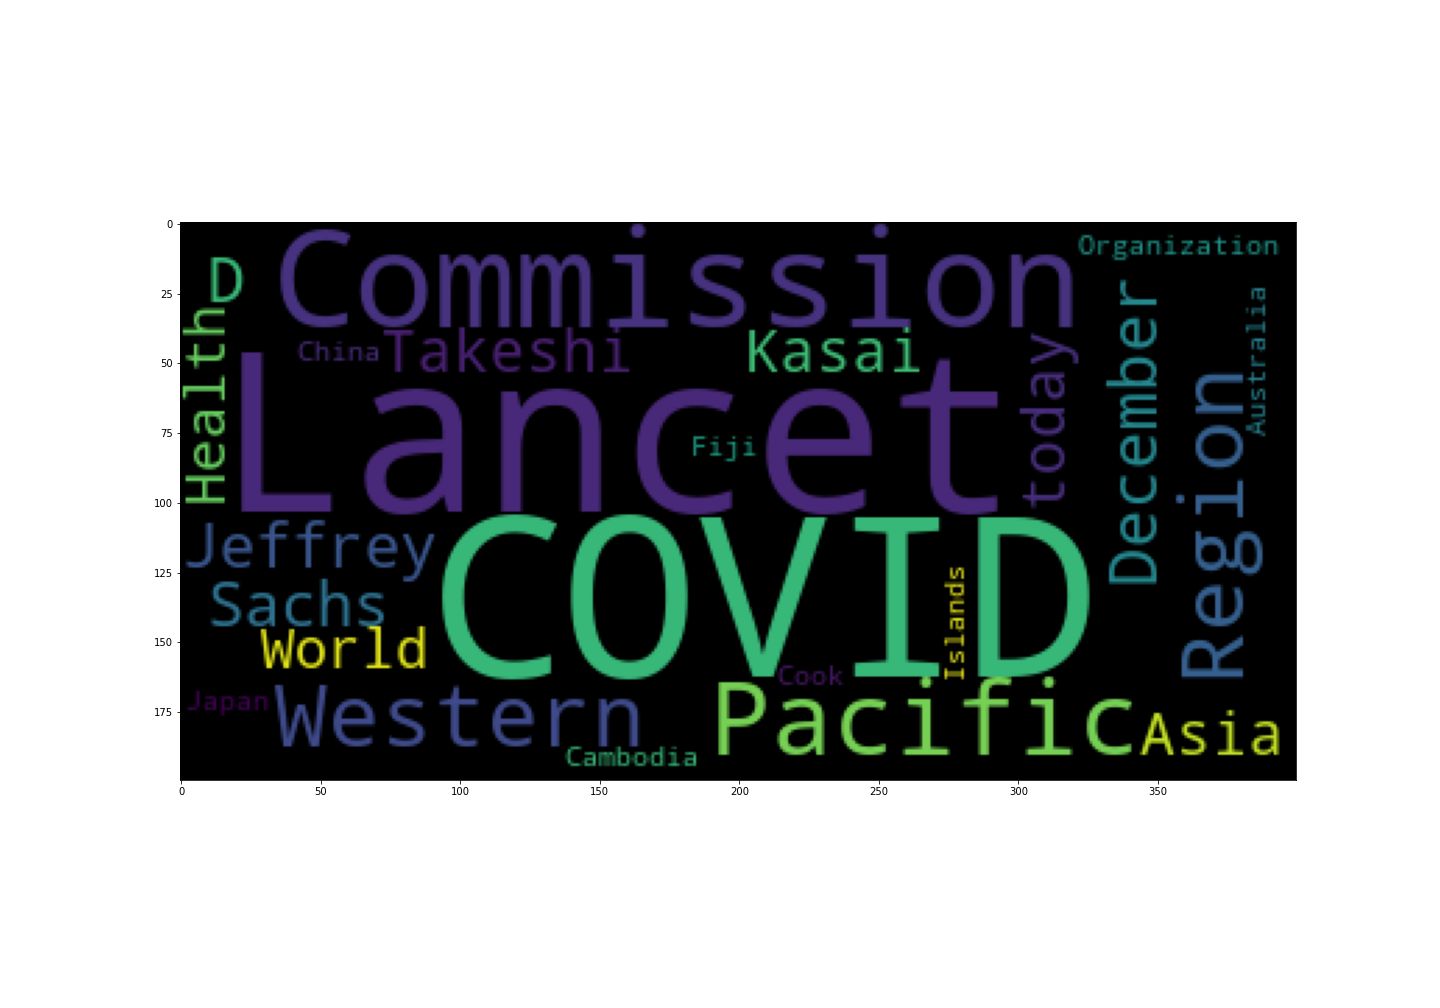 Commission
Organization
D
Health
China
Takeshi
Kasai
Lancet
Fiji
today
December
Australia
Region
Jeffrey
COVID
Sachs
Islands
World
Cook
Japan
Western
Pacific
Asia
Cambodia
0
25
50
75
100
125
150
175
0 50 100 150 200 250 300 350